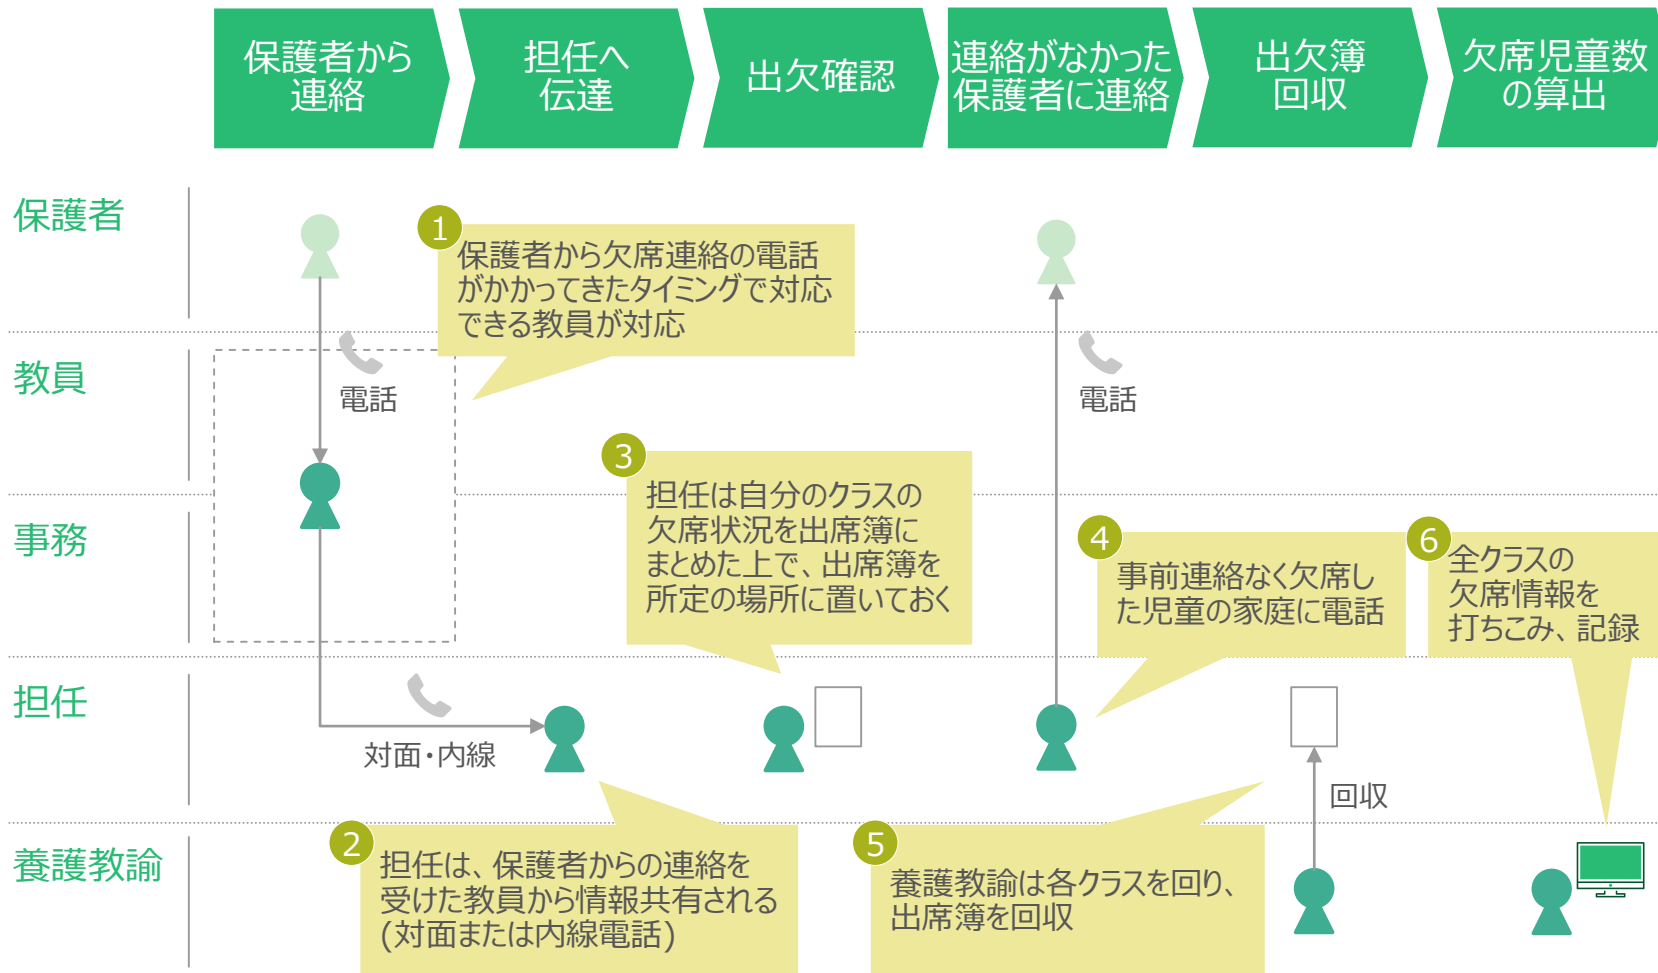 保護者から
連絡
担任へ
伝達
出欠確認
連絡がなかった
保護者に連絡
出欠簿
回収
欠席児童数
の算出
保護者
1
保護者から欠席連絡の電話
がかかってきたタイミングで対応
できる教員が対応
教員
電話
電話
3
担任は自分のクラスの
欠席状況を出席簿に
まとめた上で、出席簿を
所定の場所に置いておく
事務
4
事前連絡なく欠席し
た児童の家庭に電話
6
全クラスの
欠席情報を
打ちこみ、記録
担任
対面・内線
回収
養護教諭
2
担任は、保護者からの連絡を
受けた教員から情報共有される
(対面または内線電話)
5
養護教諭は各クラスを回り、
出席簿を回収